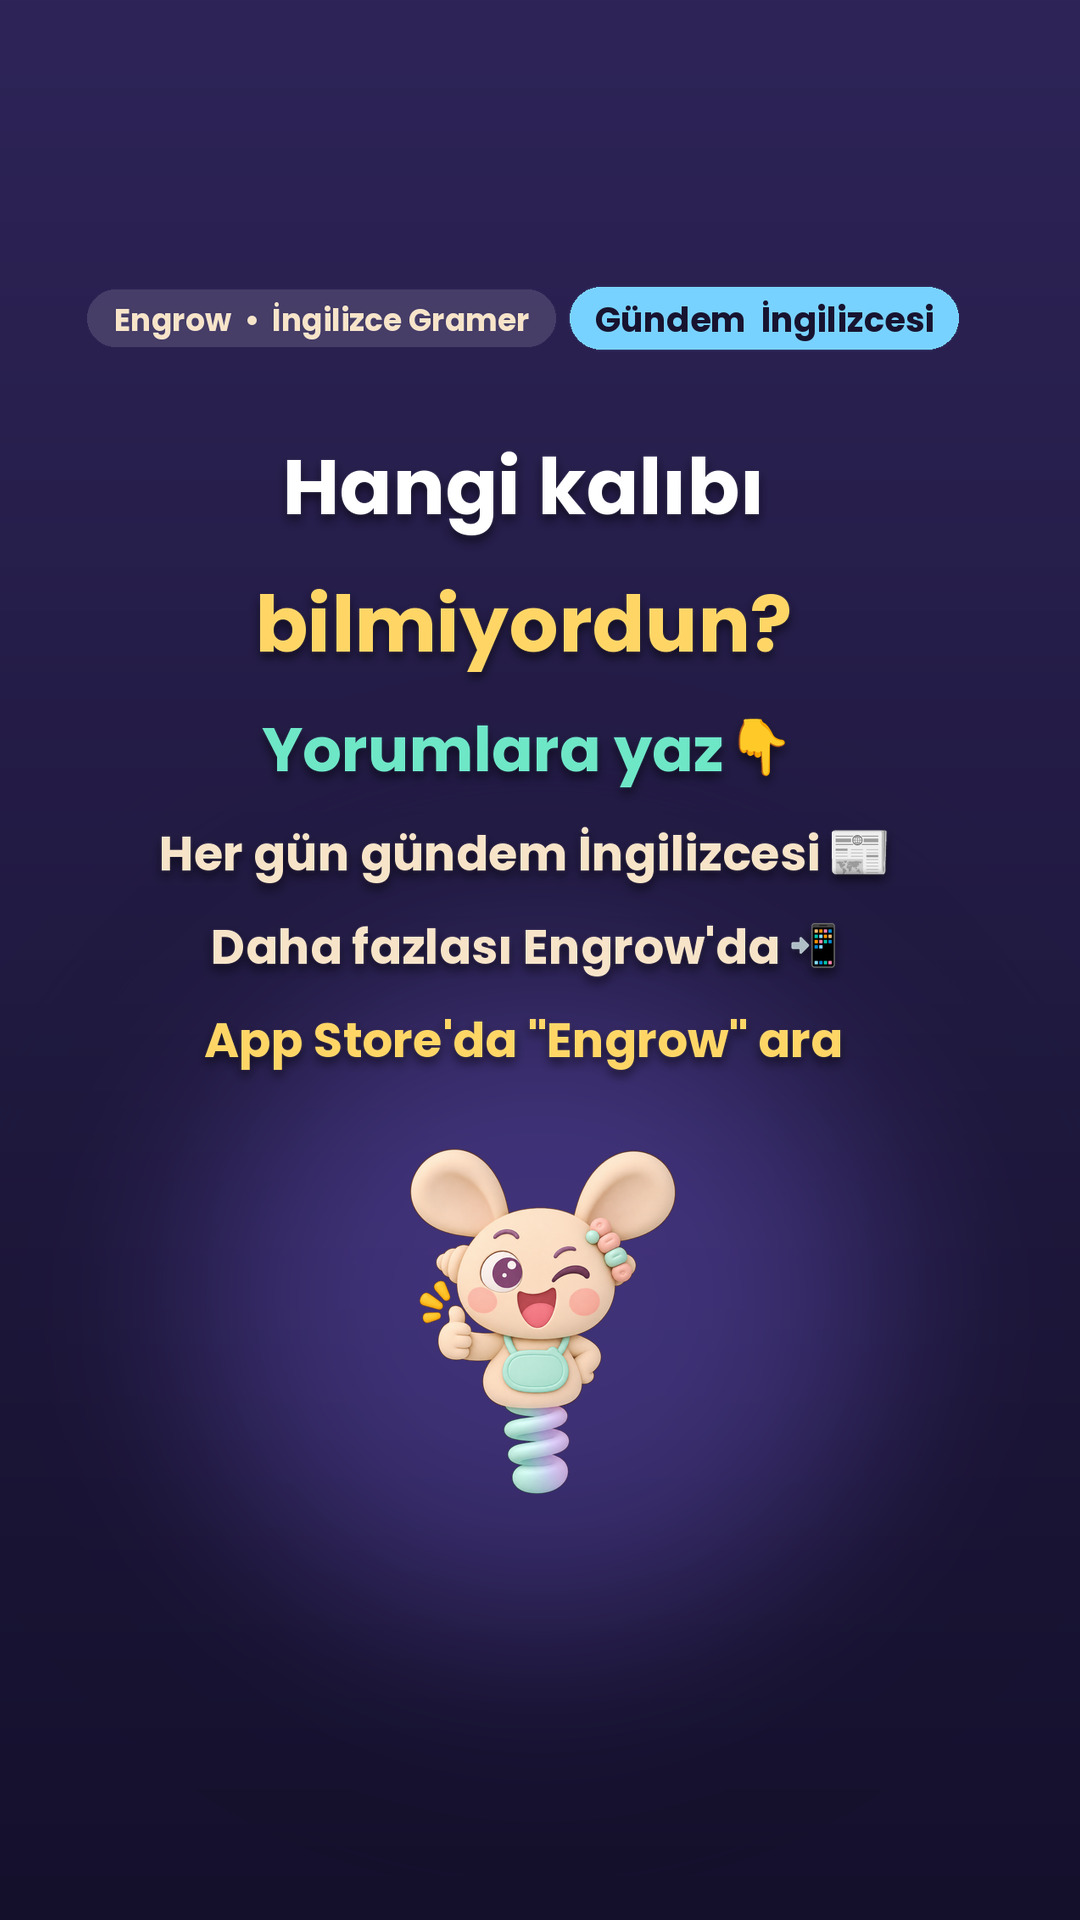 Engrow • İngilizce Gramer
Gündem İngilizcesi
Hangi kalıbı
bilmiyordun?
Yorumlara yaz 👇
Her gün gündem İngilizcesi 📰
Daha fazlası Engrow'da 📲
App Store'da "Engrow" ara